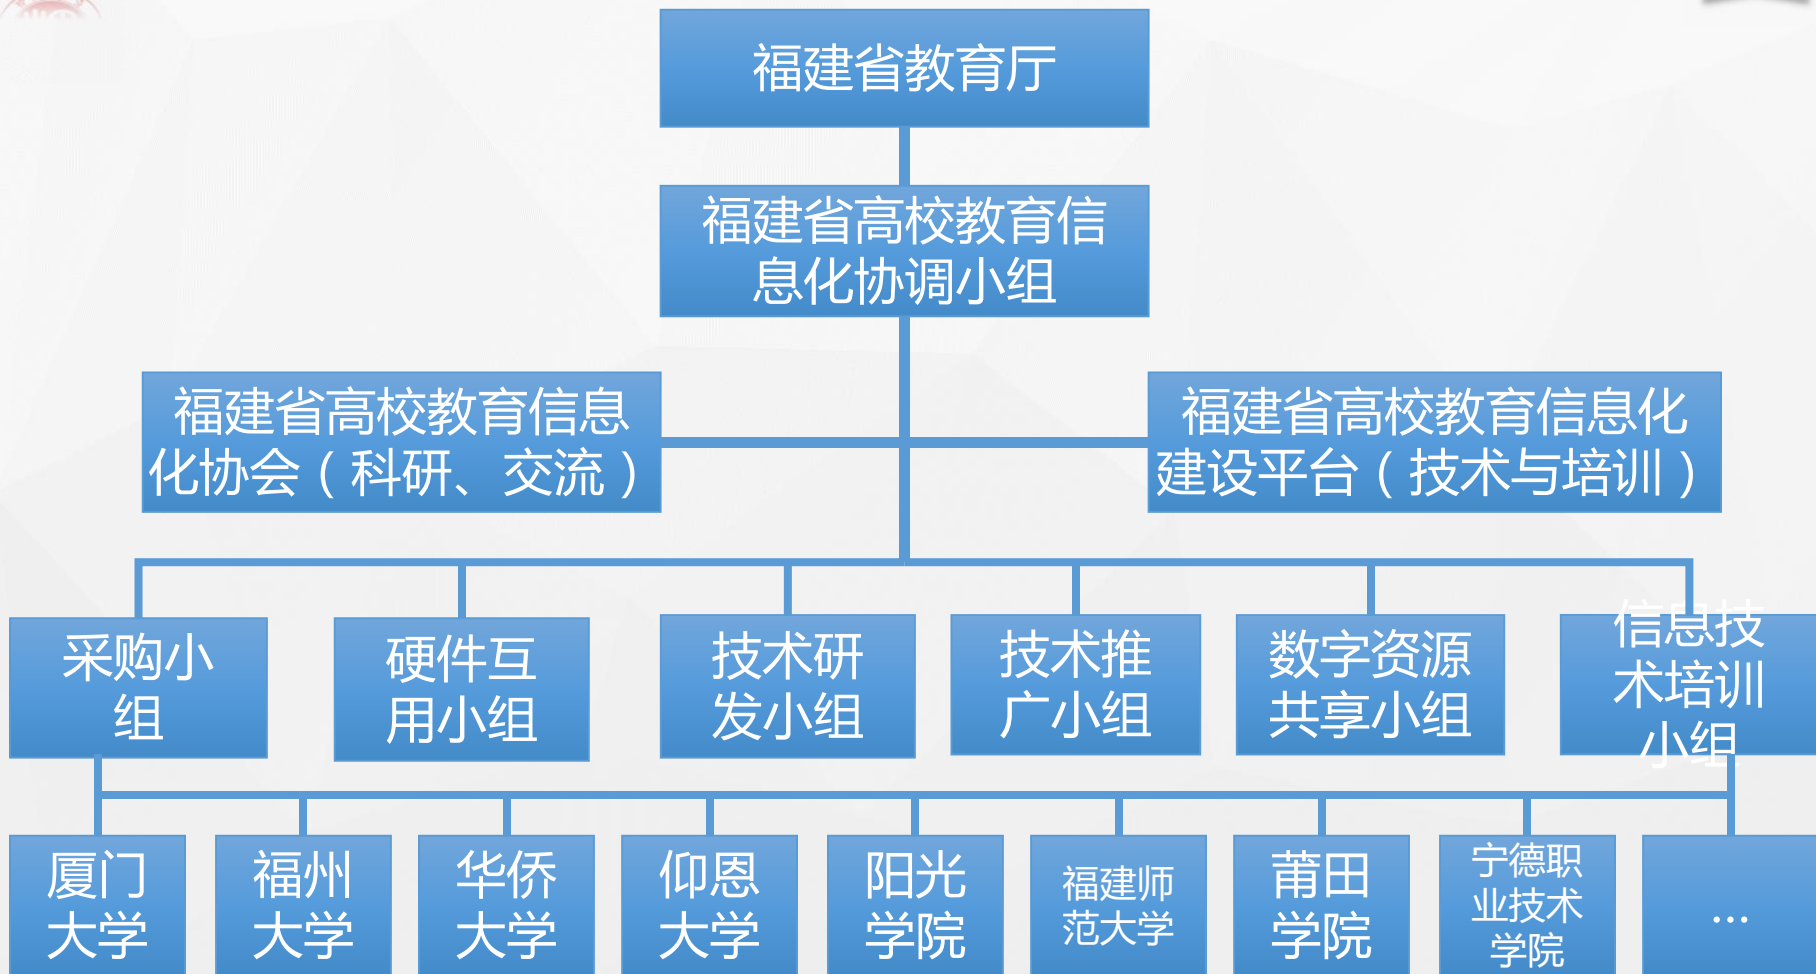 福建省教育厅
福建省高校教育信
息化协调小组
福建省高校教育信息
化协会（科研、交流）
福建省高校教育信息化
建设平台（技术与培训）
采购小
组
硬件互
用小组
技术研
发小组
技术推
广小组
数字资源
共享小组
信息技
术培训
小组
厦门
大学
福州
大学
华侨
大学
仰恩
大学
阳光
学院
福建师
范大学
莆田
学院
宁德职
业技术
学院
...